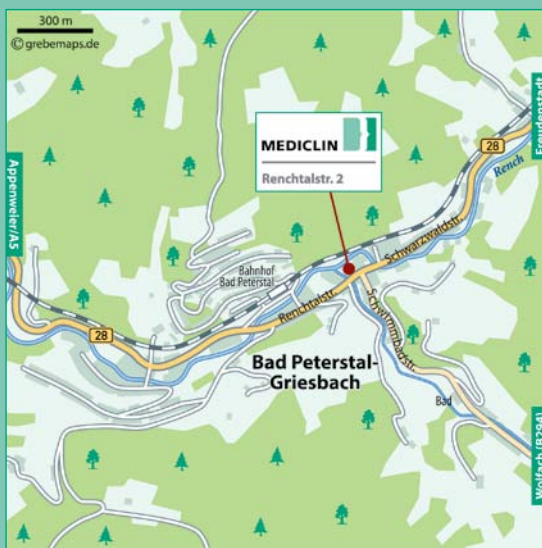 300 m
© grebemaps.de
Freudenstadt
28
Rench
MEDICLIN
Renchtalstr. 2
Appenweier/A5
Schwarzwaldstr.
Bahnhof
Bad Peterstal
Renchtalstr.
28
Schwimmbadstr.
Bad Peterstal-
Griesbach
Bad
Wolfach (B294)